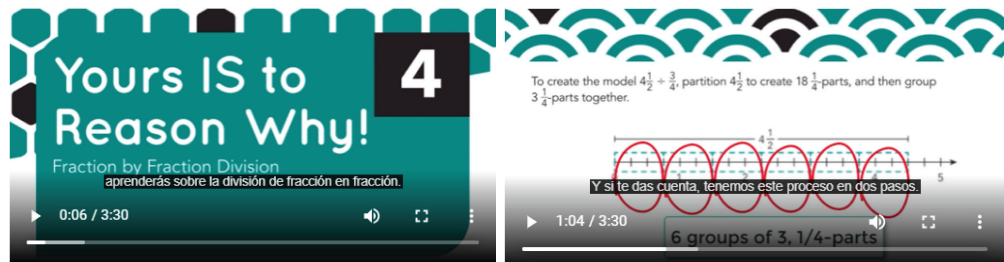 Yours IS to
Reason Why!
4
Fraction by Fraction Division
aprenderás sobre la división de fracción en fracción.
0:06 / 3:30
To create the model 4 1/2 ÷ 3/4, partition 4 1/2 to create 18 1/4-parts, and then group
3 1/4-parts together.
4 1/2
1 2 4 5
Y si te das cuenta, tenemos este proceso en dos pasos.
1:04 / 3:30
6 groups of 3, 1/4-parts